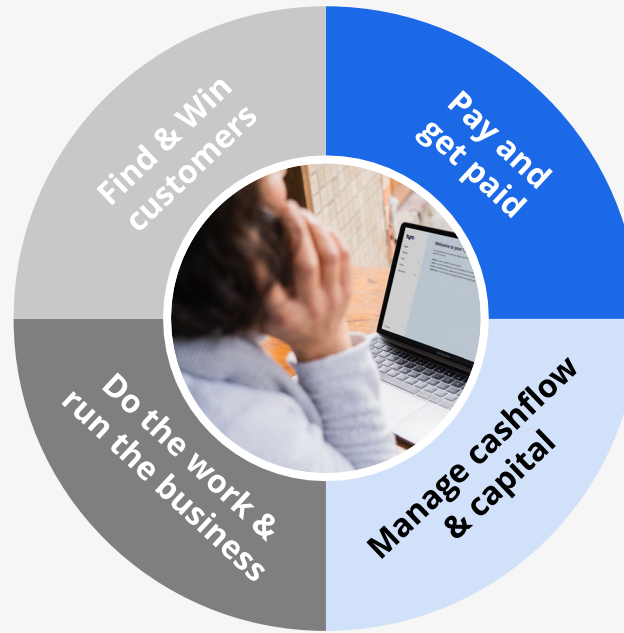 Find & Win
customers
Pay and
get paid
Do the work &
run the business
Manage cashflow
& capital